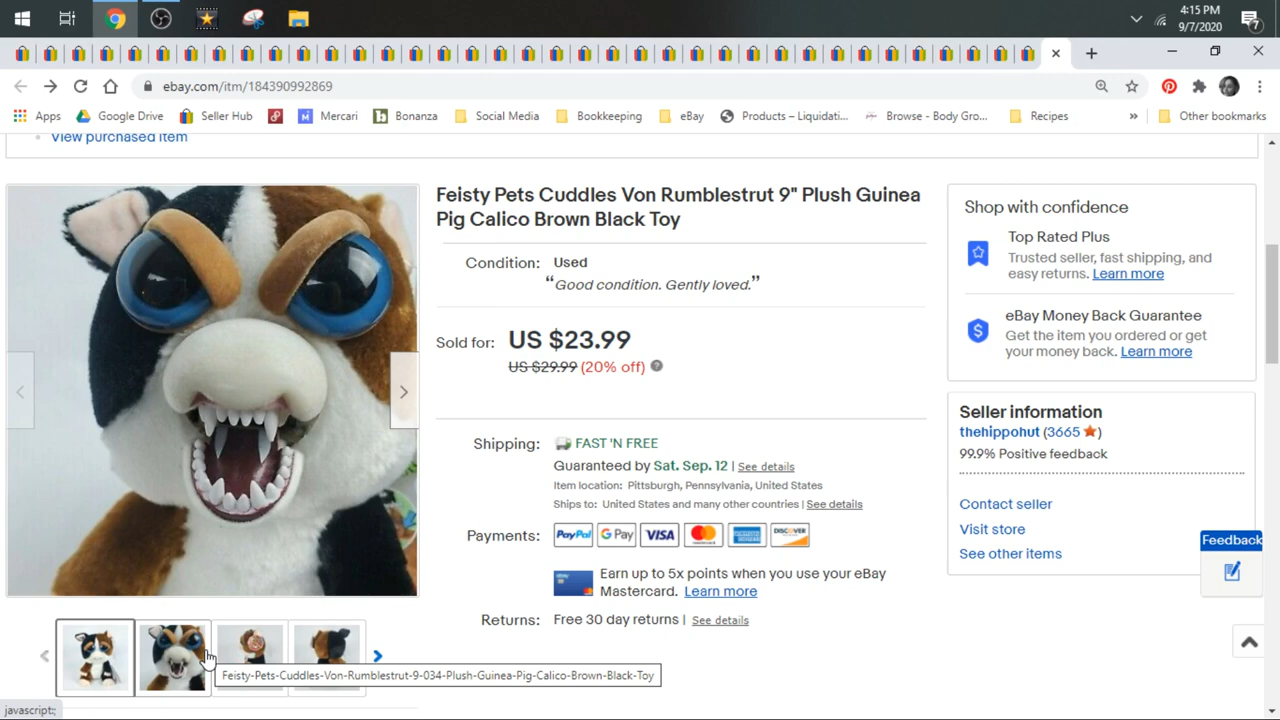 4:15 PM
9/7/2020
7
ebay.com/itm/184390992869
Apps
Google Drive
Seller Hub
Mercari
Bonanza
Social Media
Bookkeeping
eBay
Products – Liquidati...
Browse - Body Gro...
Recipes
»
Other bookmarks
View purchased item
Feisty Pets Cuddles Von Rumblestrut 9" Plush Guinea
Pig Calico Brown Black Toy
Condition: Used
“Good condition. Gently loved.”
Sold for: US $23.99
US $29.99 (20% off)
Shipping: FAST 'N FREE
Guaranteed by Sat. Sep. 12 | See details
Item location: Pittsburgh, Pennsylvania, United States
Ships to: United States and many other countries | See details
Payments: PayPal G Pay VISA DISCOVER
Earn up to 5x points when you use your eBay
Mastercard. Learn more
Returns: Free 30 day returns | See details
Shop with confidence
Top Rated Plus
Trusted seller, fast shipping, and
easy returns. Learn more
eBay Money Back Guarantee
Get the item you ordered or get
your money back. Learn more
Seller information
thehippohut (3665 ★)
99.9% Positive feedback
Contact seller
Visit store
See other items
Feedback
Feisty-Pets-Cuddles-Von-Rumblestrut-9-034-Plush-Guinea-Pig-Calico-Brown-Black-Toy
javascript:;